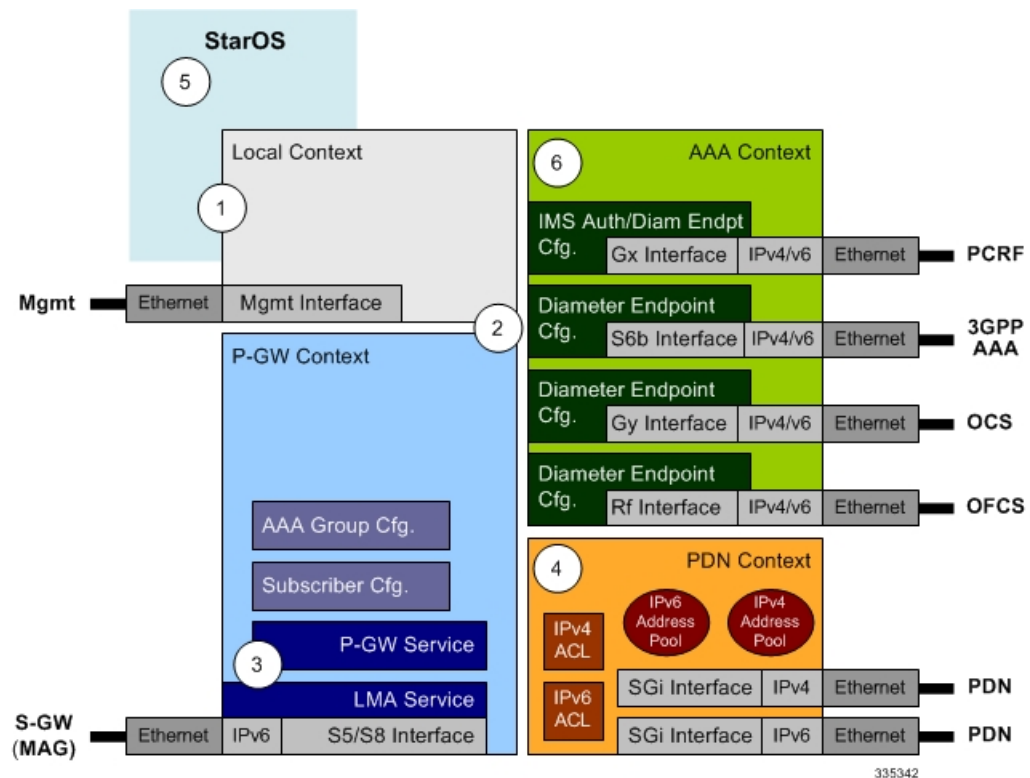 StarOS
5
Local Context
1
Mgmt
Ethernet
Mgmt Interface
2
P-GW Context
AAA Group Cfg.
Subscriber Cfg.
P-GW Service
3
LMA Service
S-GW
(MAG)
Ethernet
IPv6
S5/S8 Interface
6
AAA Context
IMS Auth/Diam Endpt
Cfg.
Gx Interface
IPv4/v6
Ethernet
PCRF
Diameter Endpoint
Cfg.
S6b Interface
IPv4/v6
Ethernet
3GPP
AAA
Diameter Endpoint
Cfg.
Gy Interface
IPv4/v6
Ethernet
OCS
Diameter Endpoint
Cfg.
Rf Interface
IPv4/v6
Ethernet
OFCS
4
PDN Context
IPv6
Address
Pool
IPv4
Address
Pool
IPv4
ACL
IPv6
ACL
SGi Interface
IPv4
Ethernet
PDN
SGi Interface
IPv6
Ethernet
PDN
335342